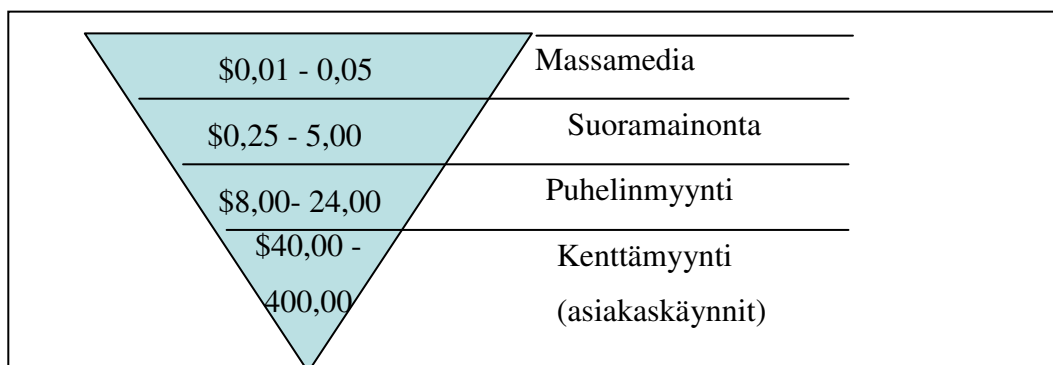 $0,01 - 0,05 Massamedia
$0,25 - 5,00 Suoramainonta
$8,00- 24,00 Puhelinmyynti
$40,00 - Kenttämyynti
400,00 (asiakaskäynnit)